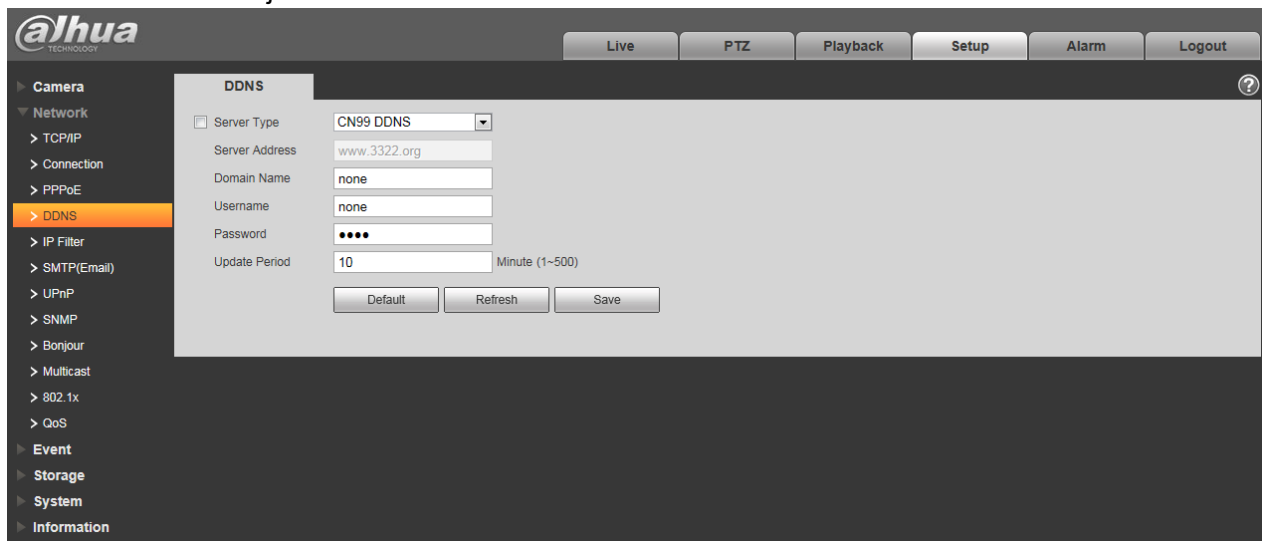 alhua
TECHNOLOGY
Live PTZ Playback Setup Alarm Logout
Camera
Network
> TCP/IP
> Connection
> PPPoE
> DDNS
> IP Filter
> SMTP(Email)
> UPnP
> SNMP
> Bonjour
> Multicast
> 802.1x
> QoS
Event
Storage
System
Information
DDNS
?
Server Type CN99 DDNS
Server Address www.3322.org
Domain Name none
Username none
Password ●●●●
Update Period 10 Minute (1~500)
Default Refresh Save